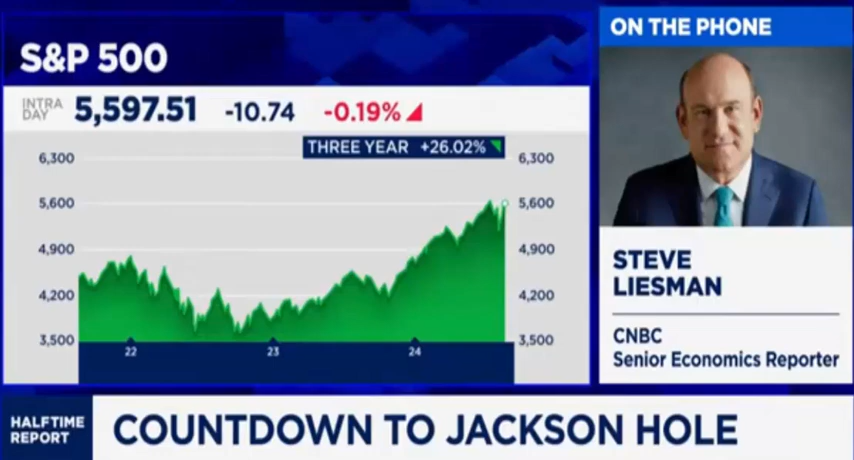 S&P 500
INTRA
DAY
5,597.51 -10.74 -0.19%
THREE YEAR +26.02%
6,300 6,300
5,600 5,600
4,900 4,900
4,200 4,200
3,500 3,500
22 23 24
ON THE PHONE
STEVE
LIESMAN
CNBC
Senior Economics Reporter
HALFTIME
REPORT
COUNTDOWN TO JACKSON HOLE